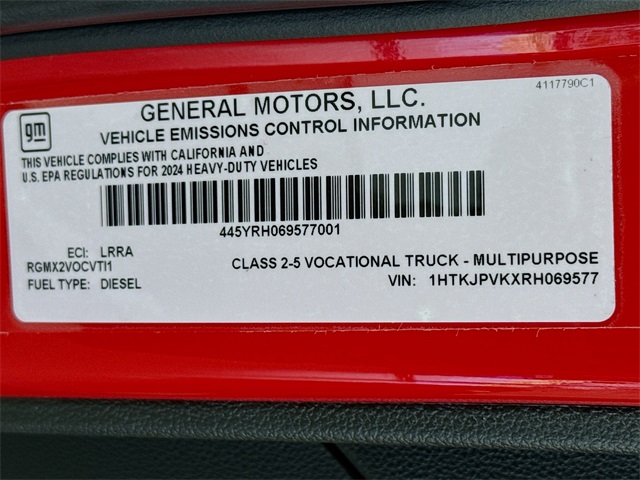 gm
GENERAL MOTORS, LLC.
4117790C1
VEHICLE EMISSIONS CONTROL INFORMATION
THIS VEHICLE COMPLIES WITH CALIFORNIA AND
U.S. EPA REGULATIONS FOR 2024 HEAVY-DUTY VEHICLES
445YRH069577001
ECI: LRRA
RGMX2VOCVTI1
CLASS 2-5 VOCATIONAL TRUCK - MULTIPURPOSE
FUEL TYPE: DIESEL
VIN: 1HTKJPVKXRH069577